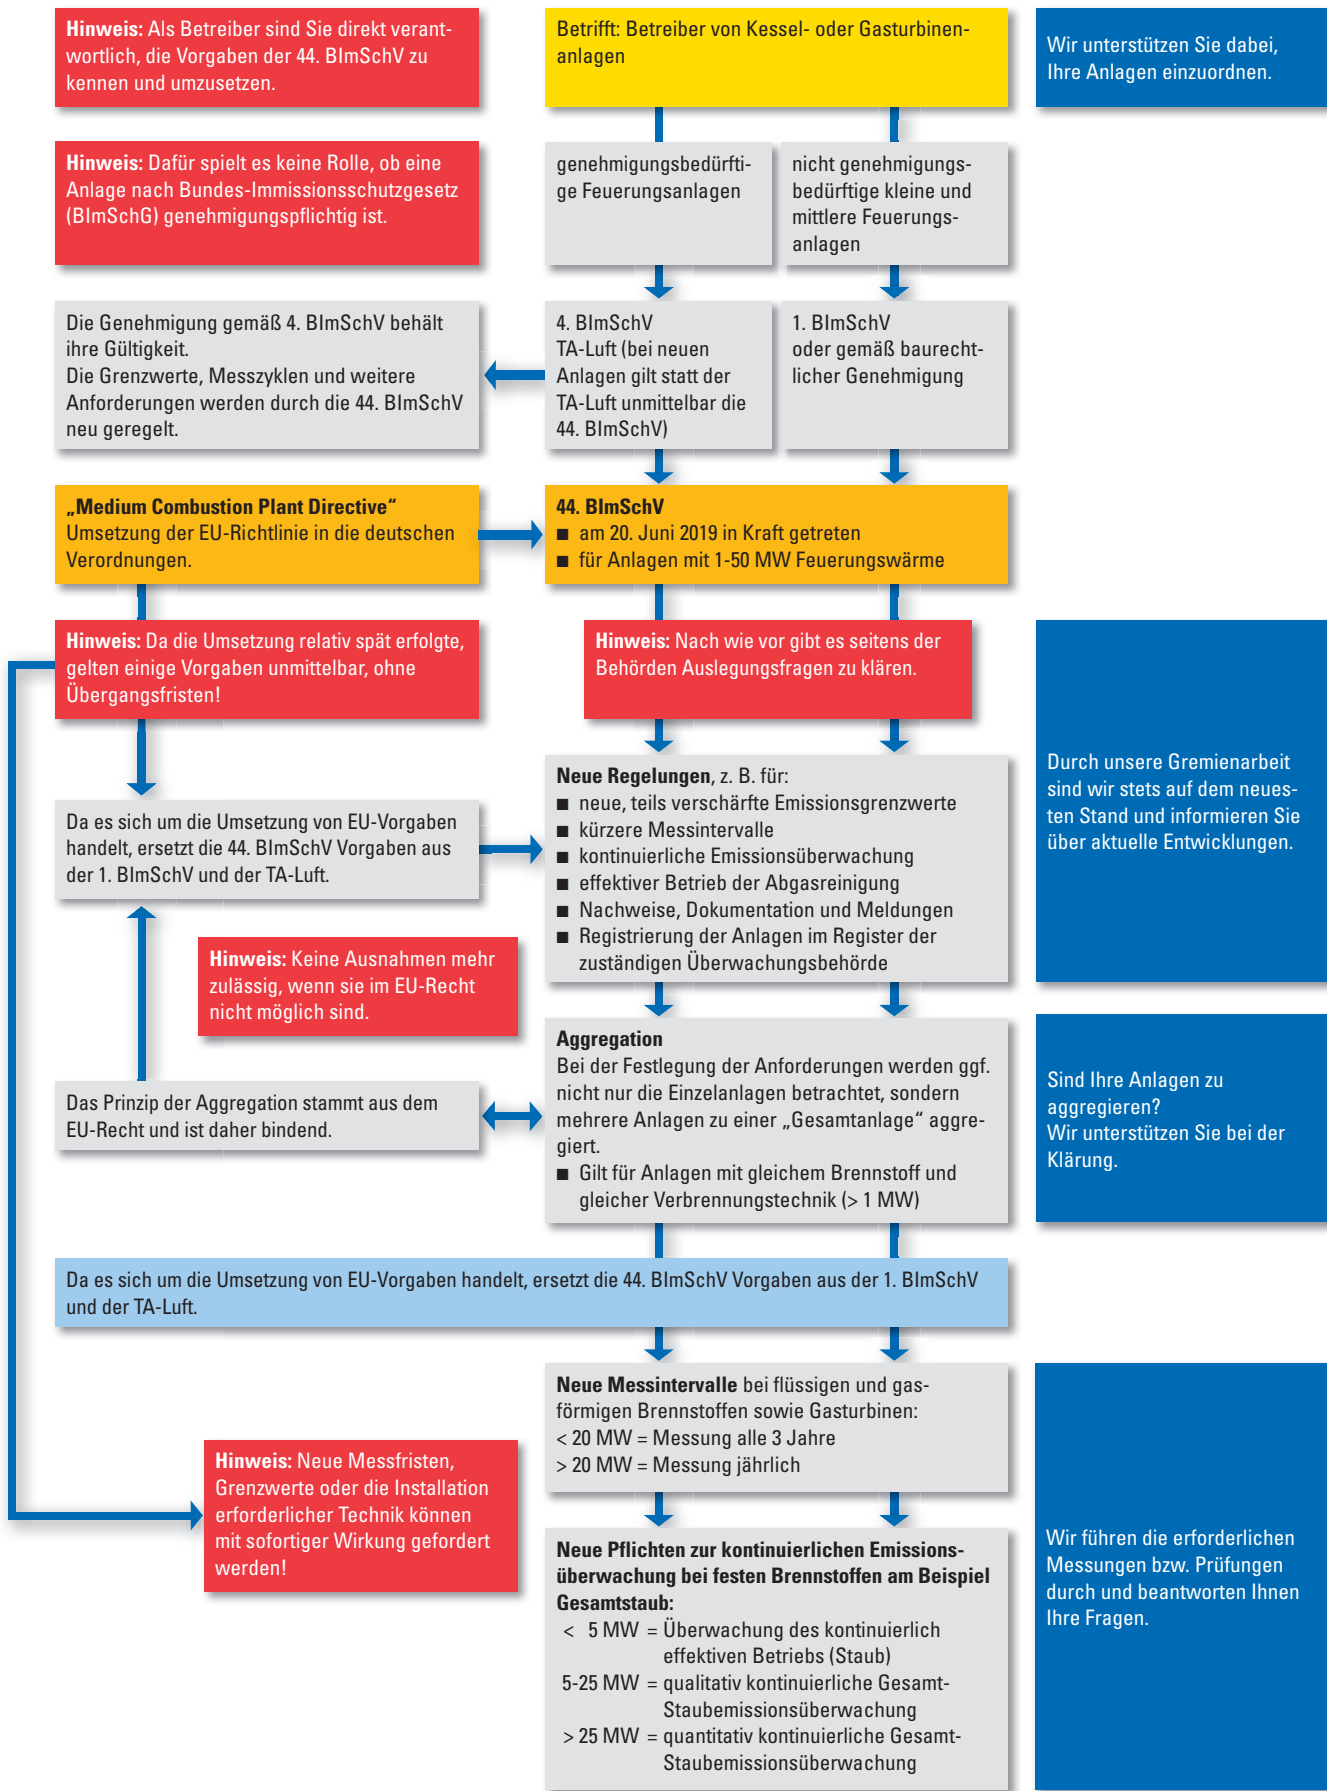 Hinweis: Als Betreiber sind Sie direkt verant-
wortlich, die Vorgaben der 44. BImSchV zu
kennen und umzusetzen.
Betrifft: Betreiber von Kessel- oder Gasturbinen-
anlagen
Wir unterstützen Sie dabei,
Ihre Anlagen einzuordnen.
Hinweis: Dafür spielt es keine Rolle, ob eine
Anlage nach Bundes-Immissionsschutzgesetz
(BImSchG) genehmigungspflichtig ist.
genehmigungsbedürfti-
ge Feuerungsanlagen
nicht genehmigungs-
bedürftige kleine und
mittlere Feuerungs-
anlagen
Die Genehmigung gemäß 4. BImSchV behält
ihre Gültigkeit.
Die Grenzwerte, Messzyklen und weitere
Anforderungen werden durch die 44. BImSchV
neu geregelt.
4. BImSchV
TA-Luft (bei neuen
Anlagen gilt statt der
TA-Luft unmittelbar die
44. BImSchV)
1. BImSchV
oder gemäß baurecht-
licher Genehmigung
„Medium Combustion Plant Directive“
Umsetzung der EU-Richtlinie in die deutschen
Verordnungen.
44. BImSchV
■ am 20. Juni 2019 in Kraft getreten
■ für Anlagen mit 1-50 MW Feuerungswärme
Hinweis: Da die Umsetzung relativ spät erfolgte,
gelten einige Vorgaben unmittelbar, ohne
Übergangsfristen!
Hinweis: Nach wie vor gibt es seitens der
Behörden Auslegungsfragen zu klären.
Durch unsere Gremienarbeit
sind wir stets auf dem neues-
ten Stand und informieren Sie
über aktuelle Entwicklungen.
Da es sich um die Umsetzung von EU-Vorgaben
handelt, ersetzt die 44. BImSchV Vorgaben aus
der 1. BImSchV und der TA-Luft.
Neue Regelungen, z. B. für:
■ neue, teils verschärfte Emissionsgrenzwerte
■ kürzere Messintervalle
■ kontinuierliche Emissionsüberwachung
■ effektiver Betrieb der Abgasreinigung
■ Nachweise, Dokumentation und Meldungen
■ Registrierung der Anlagen im Register der
zuständigen Überwachungsbehörde
Hinweis: Keine Ausnahmen mehr
zulässig, wenn sie im EU-Recht
nicht möglich sind.
Das Prinzip der Aggregation stammt aus dem
EU-Recht und ist daher bindend.
Aggregation
Bei der Festlegung der Anforderungen werden ggf.
nicht nur die Einzelanlagen betrachtet, sondern
mehrere Anlagen zu einer „Gesamtanlage“ aggre-
giert.
■ Gilt für Anlagen mit gleichem Brennstoff und
gleicher Verbrennungstechnik (> 1 MW)
Sind Ihre Anlagen zu
aggregieren?
Wir unterstützen Sie bei der
Klärung.
Da es sich um die Umsetzung von EU-Vorgaben handelt, ersetzt die 44. BImSchV Vorgaben aus der 1. BImSchV
und der TA-Luft.
Neue Messintervalle bei flüssigen und gas-
förmigen Brennstoffen sowie Gasturbinen:
< 20 MW = Messung alle 3 Jahre
> 20 MW = Messung jährlich
Hinweis: Neue Messfristen,
Grenzwerte oder die Installation
erforderlicher Technik können
mit sofortiger Wirkung gefordert
werden!
Neue Pflichten zur kontinuierlichen Emissions-
überwachung bei festen Brennstoffen am Beispiel
Gesamtstaub:
< 5 MW = Überwachung des kontinuierlich
effektiven Betriebs (Staub)
5-25 MW = qualitativ kontinuierliche Gesamt-
Staubemissionsüberwachung
> 25 MW = quantitativ kontinuierliche Gesamt-
Staubemissionsüberwachung
Wir führen die erforderlichen
Messungen bzw. Prüfungen
durch und beantworten Ihnen
Ihre Fragen.